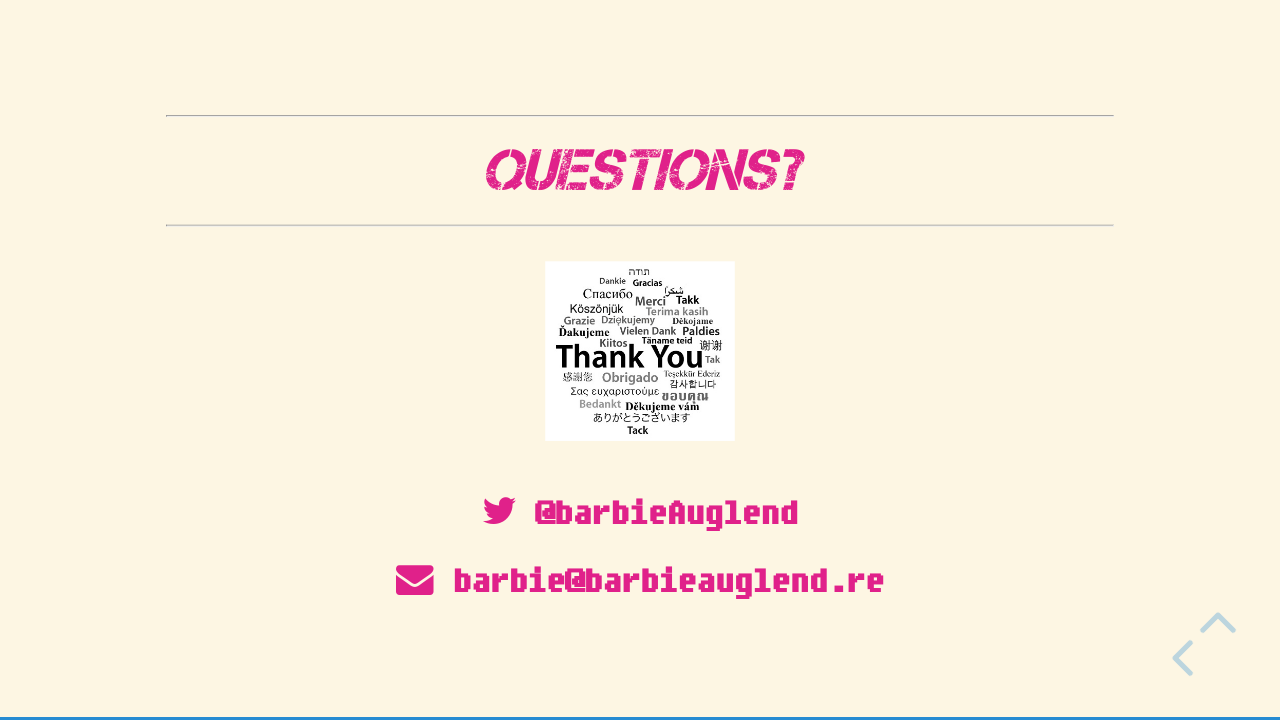 QUESTIONS?
תודה
Dankie Gracias
Спасибо شكراً
Merci Takk
Köszönjük Terima kasih
Grazie Dziękujemy Dėkojame
Ďakujeme Vielen Dank Paldies
Kiitos Täname teid 谢谢
Thank You Tak
感謝您 Obrigado Teşekkür Ederiz
감사합니다
Σας ευχαριστούμε ขอบคุณ
Bedankt Děkujeme vám
ありがとうございます
Tack
@barbieAuglend
barbie@barbieauglend.re